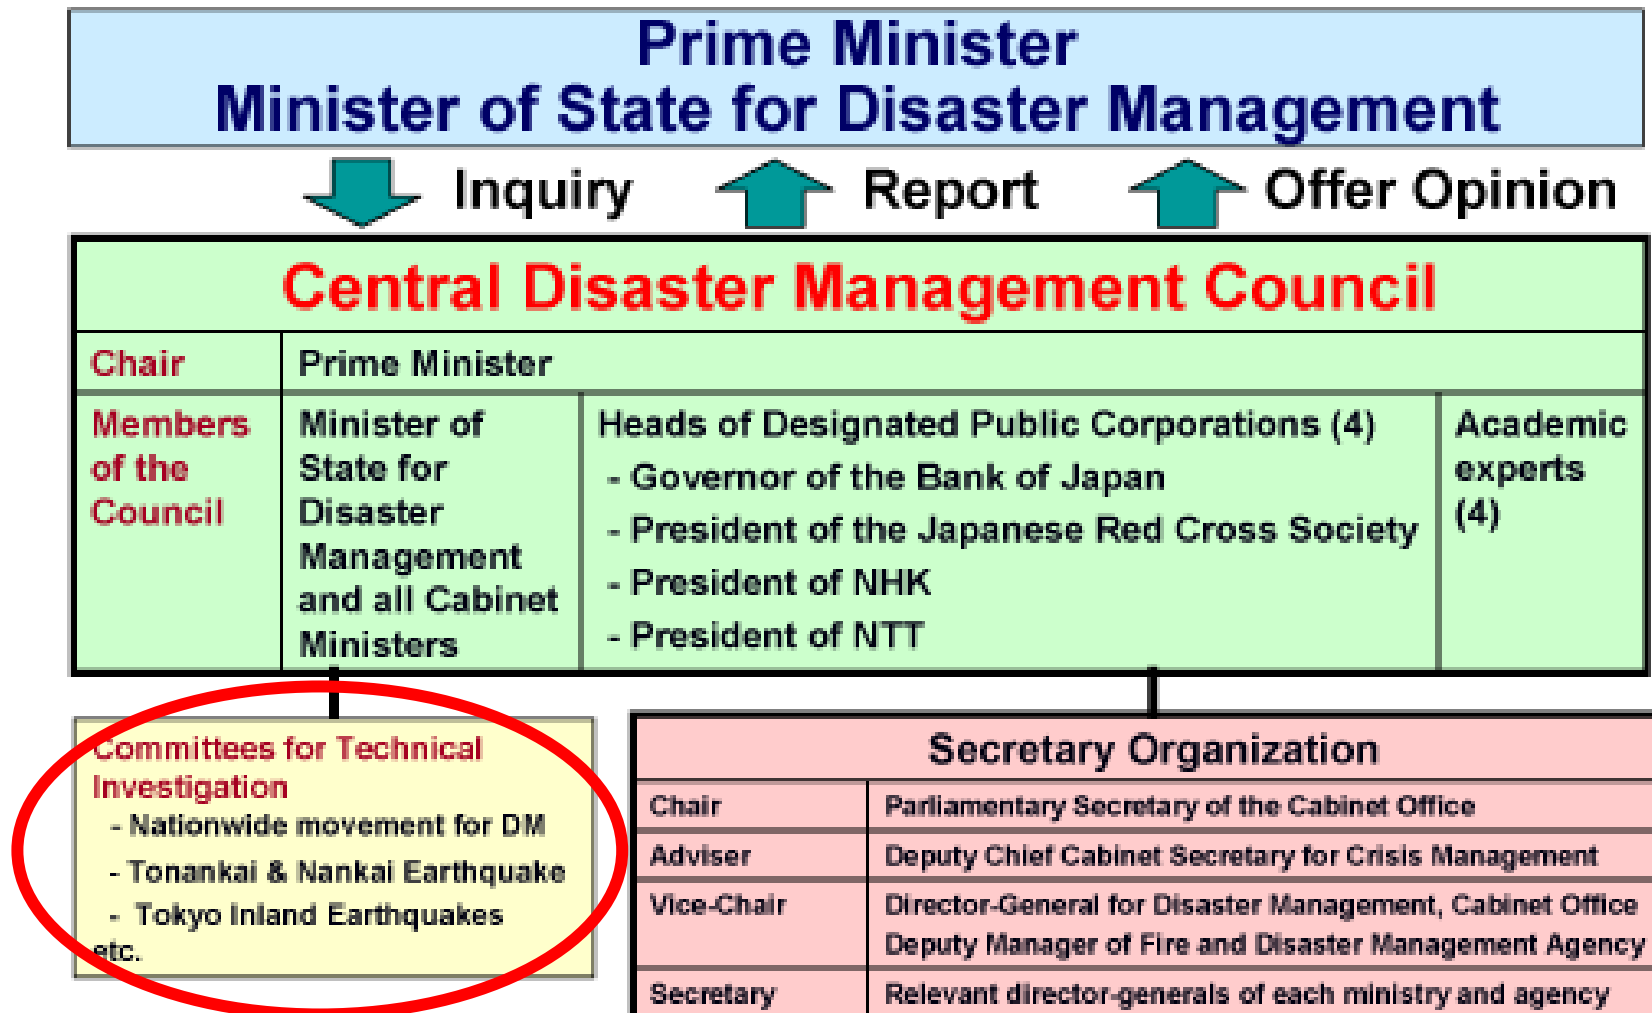 Prime Minister
Minister of State for Disaster Management
Inquiry
Report
Offer Opinion
Central Disaster Management Council
Chair
Prime Minister
Members
of the
Council
Minister of
State for
Disaster
Management
and all Cabinet
Ministers
Heads of Designated Public Corporations (4)
- Governor of the Bank of Japan
- President of the Japanese Red Cross Society
- President of NHK
- President of NTT
Academic
experts
(4)
Committees for Technical
Investigation
- Nationwide movement for DM
- Tonankai & Nankai Earthquake
- Tokyo Inland Earthquakes
etc.
Secretary Organization
Chair
Parliamentary Secretary of the Cabinet Office
Adviser
Deputy Chief Cabinet Secretary for Crisis Management
Vice-Chair
Director-General for Disaster Management, Cabinet Office
Deputy Manager of Fire and Disaster Management Agency
Secretary
Relevant director-generals of each ministry and agency